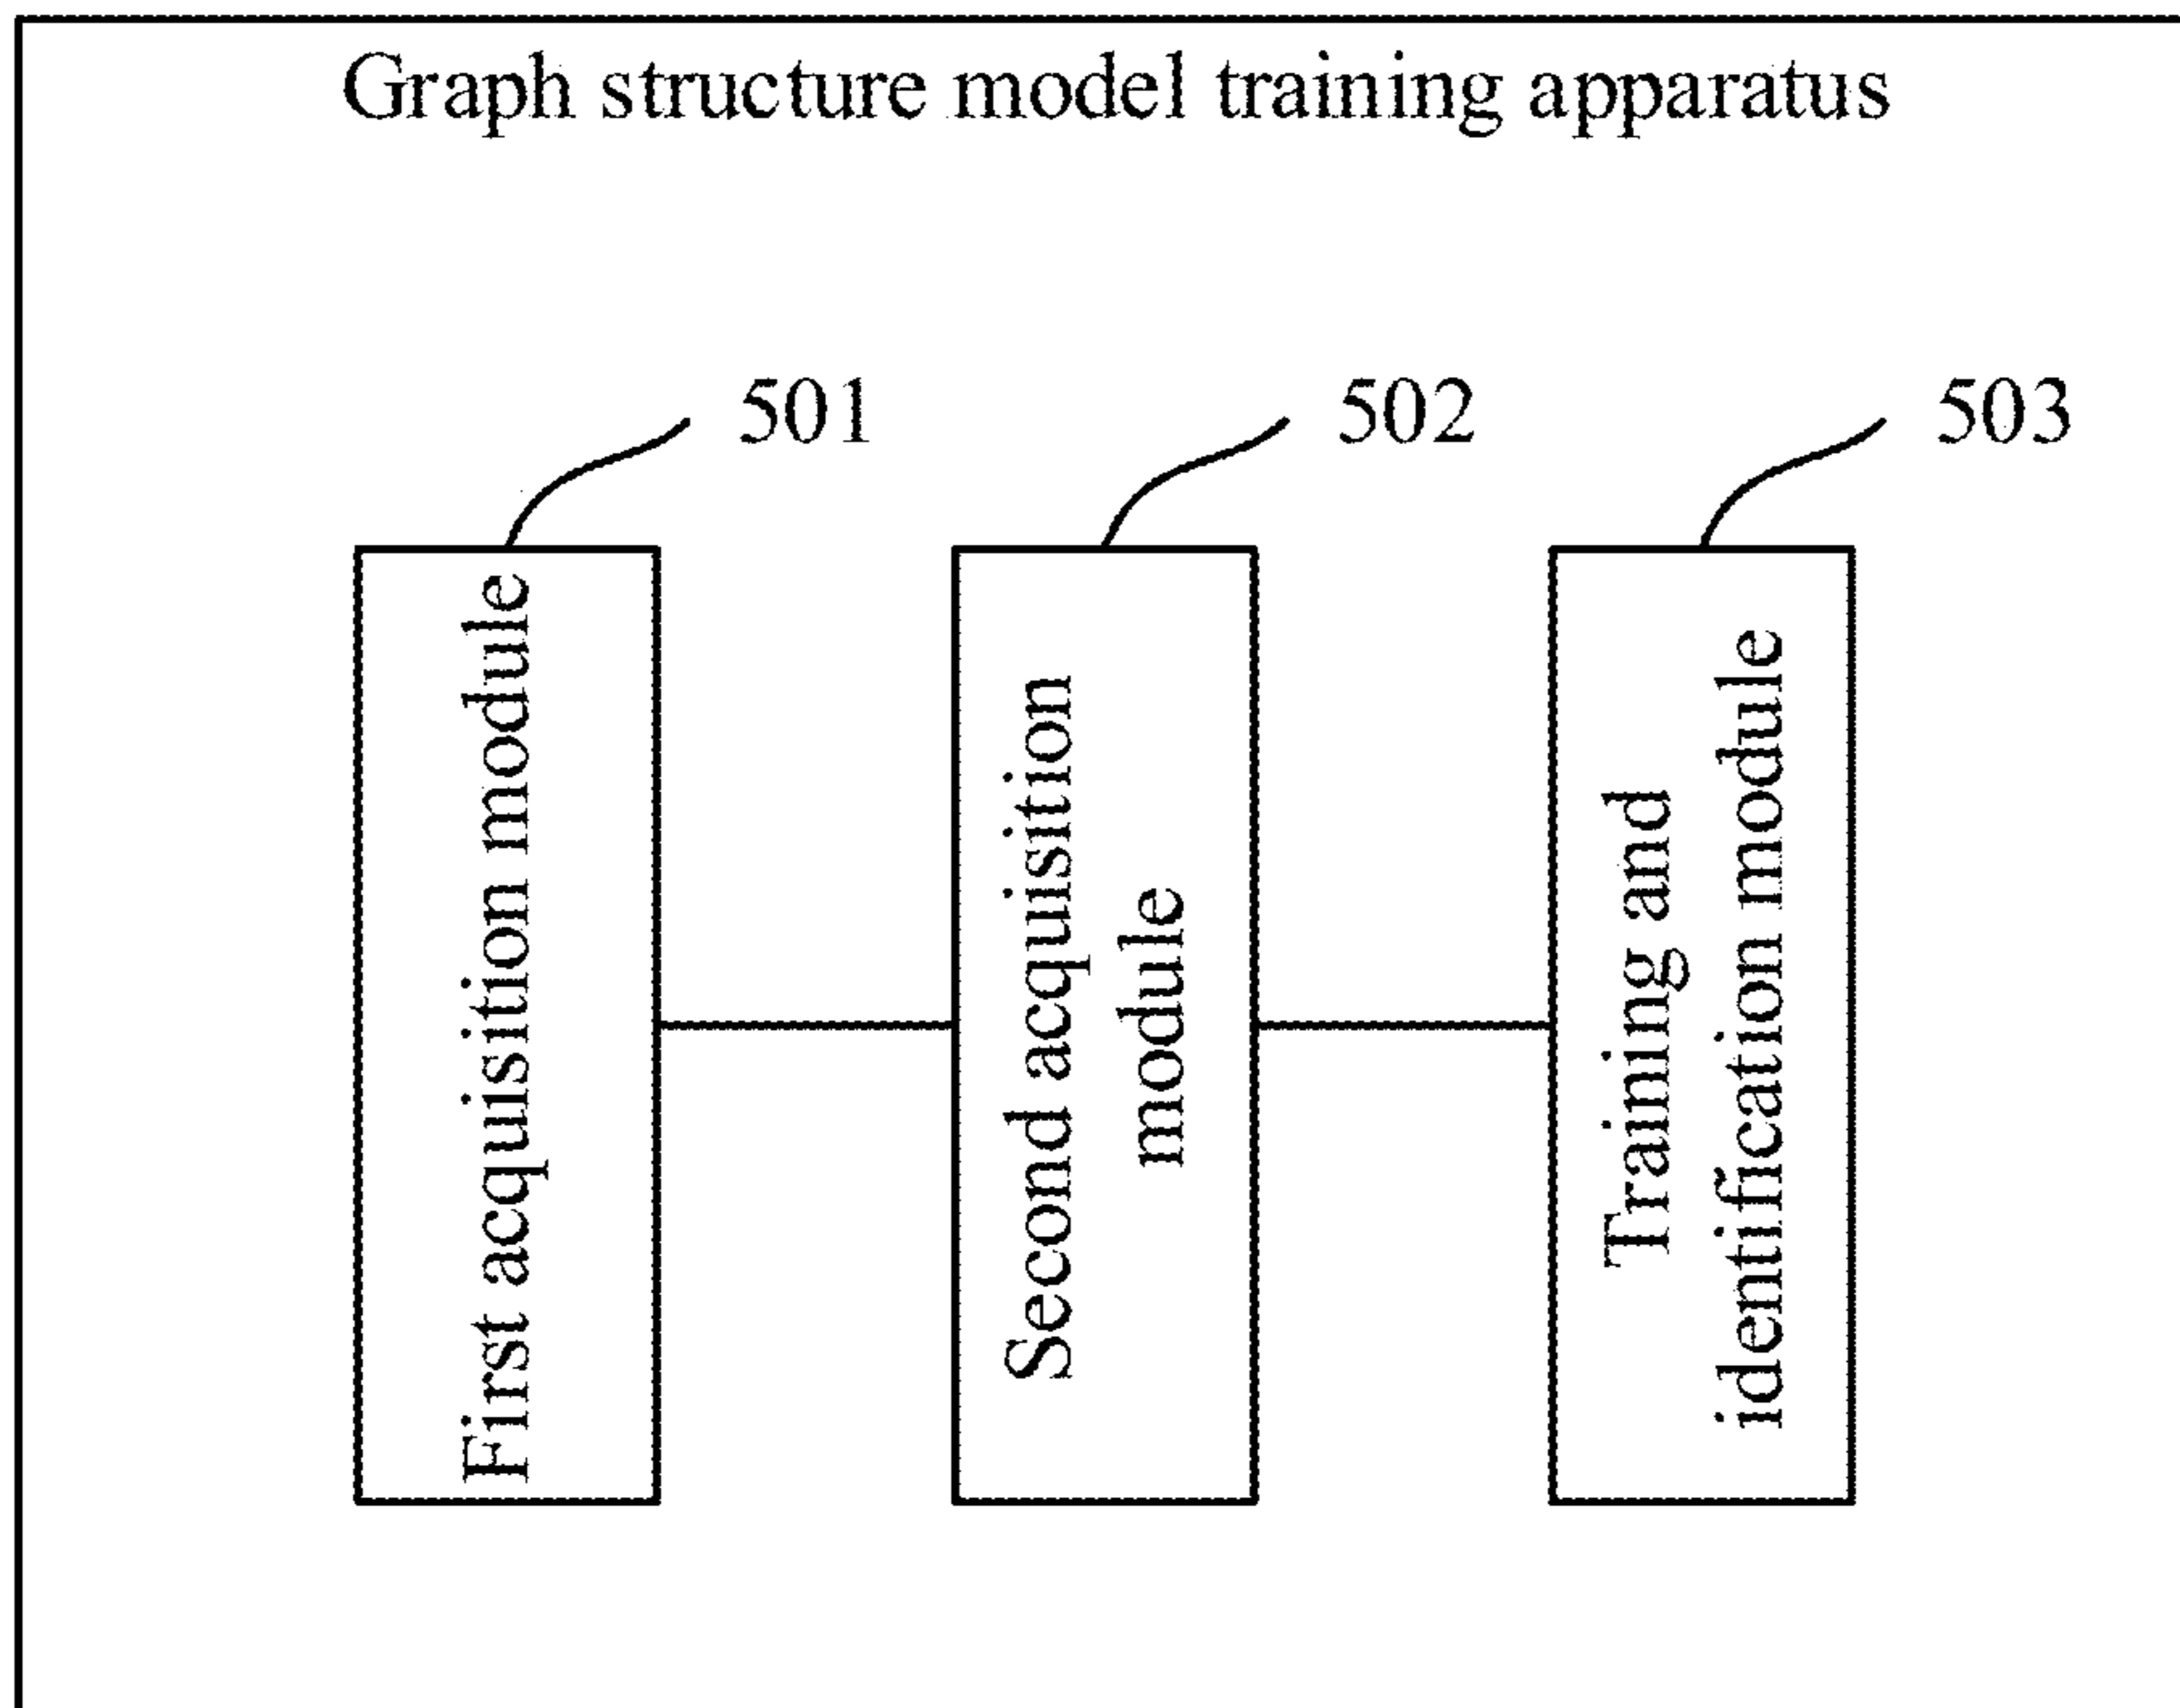 Graph structure model training apparatus
501
502
503
First acquisition module
Second acquisition
module
Training and
identification module